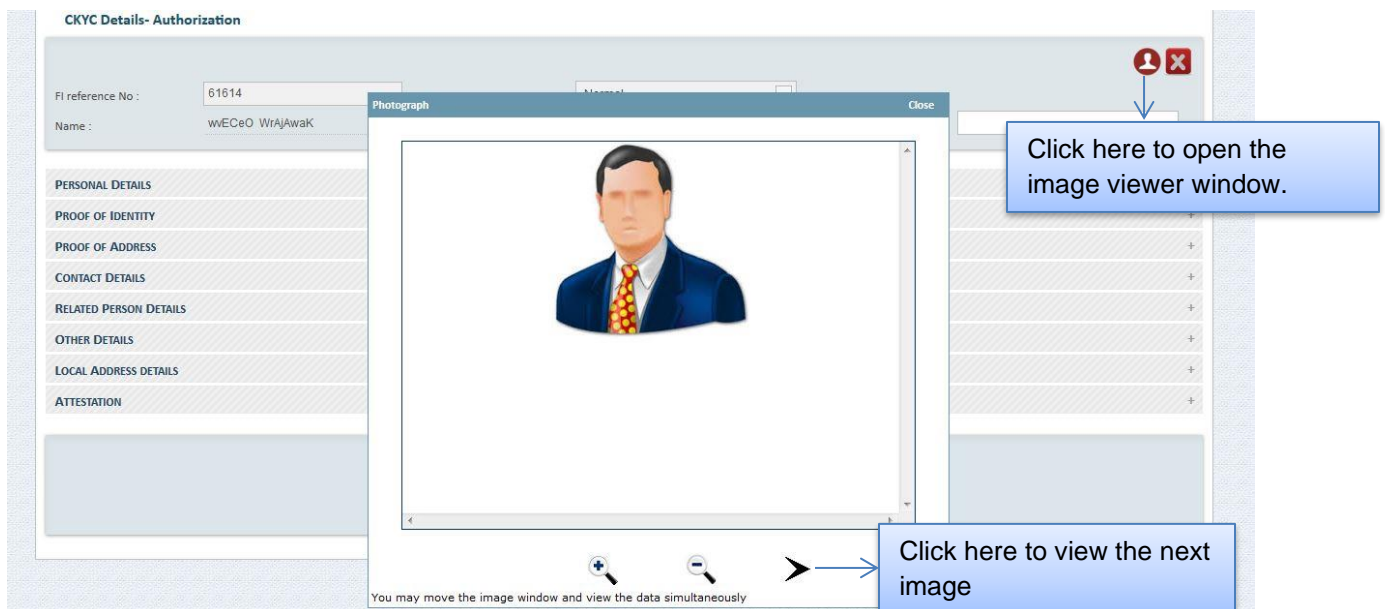 CKYC Details- Authorization
FI reference No :
61614
Normal
Name :
wvECeO WrAjAwaK
Photograph
Close
Click here to open the
image viewer window.
PERSONAL DETAILS
PROOF OF IDENTITY
PROOF OF ADDRESS
CONTACT DETAILS
RELATED PERSON DETAILS
OTHER DETAILS
LOCAL ADDRESS DETAILS
ATTESTATION
Click here to view the next
image
You may move the image window and view the data simultaneously